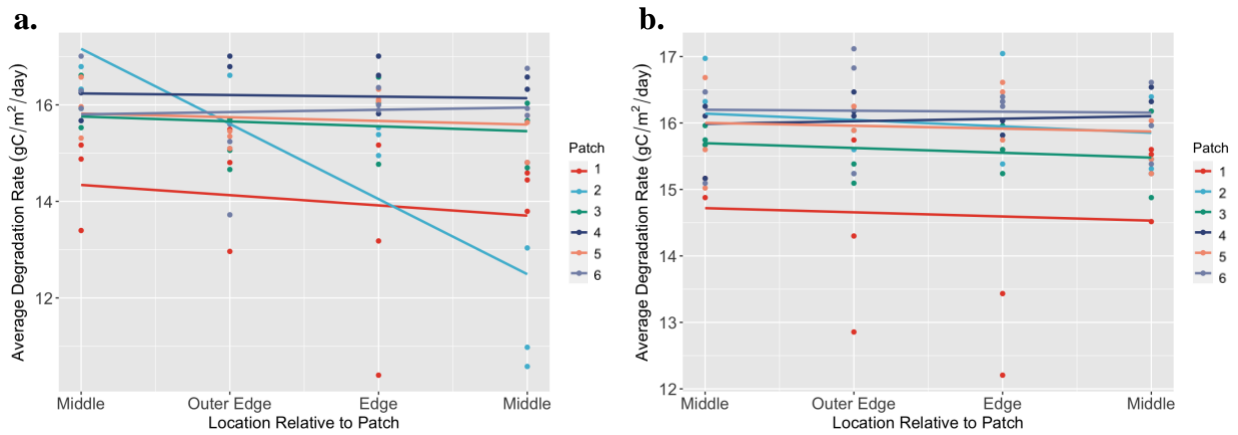 a.
Average Degradation Rate (gC/m²/day)
16
14
12
Middle Outer Edge Edge Middle
Location Relative to Patch
Patch
1
2
3
4
5
6
b.
Average Degradation Rate (gC/m²/day)
17
16
15
14
13
12
Middle Outer Edge Edge Middle
Location Relative to Patch
Patch
1
2
3
4
5
6